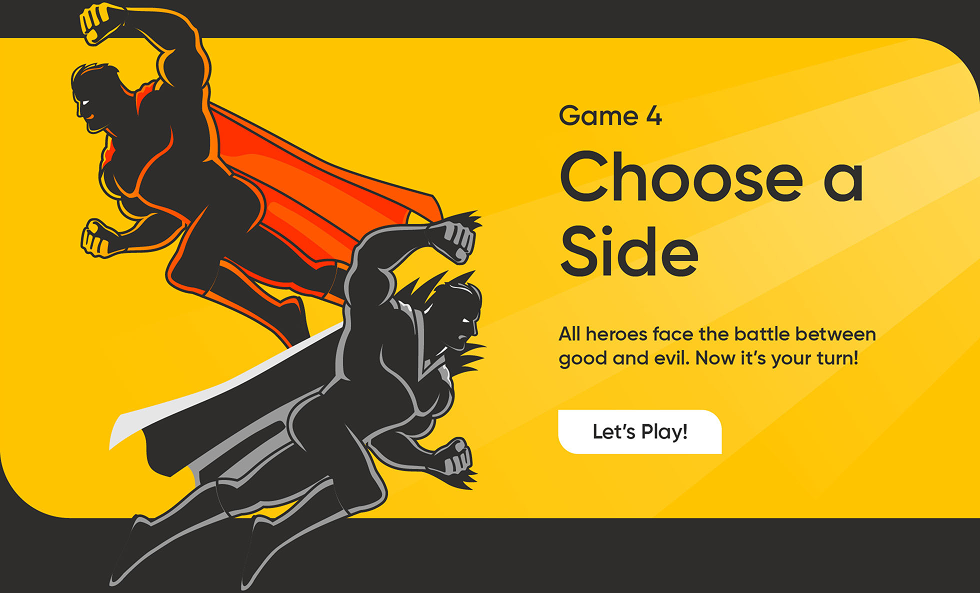 Game 4
Choose a
Side
All heroes face the battle between
good and evil. Now it’s your turn!
Let’s Play!